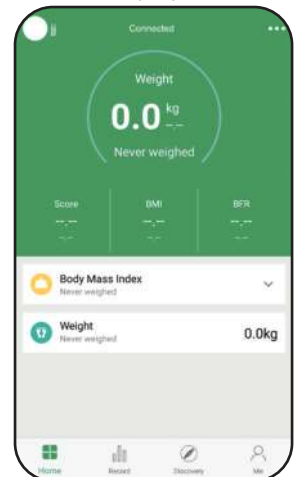 Connected
Weight
0.0 kg
--.--
Never weighed
Score BMI BFR
--.-- --.-- --.--
--.-- --.-- --.--
Body Mass Index
Never weighed
Weight
Never weighed
0.0kg
Home Record Discovery Me